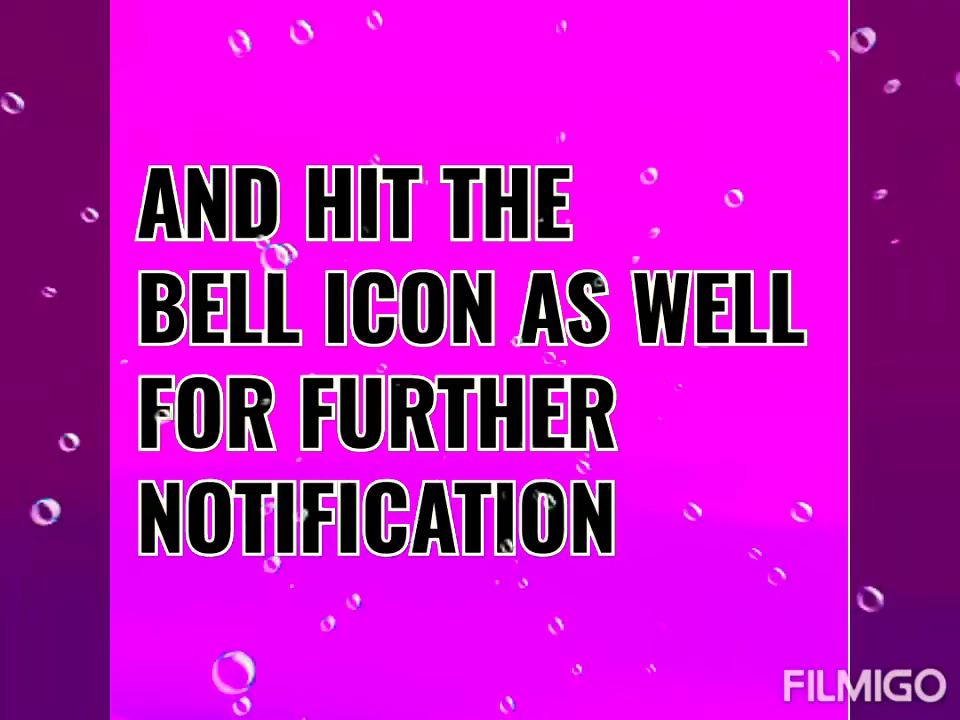 AND HIT THE
BELL ICON AS WELL
FOR FURTHER
NOTIFICATION
FILMIGO